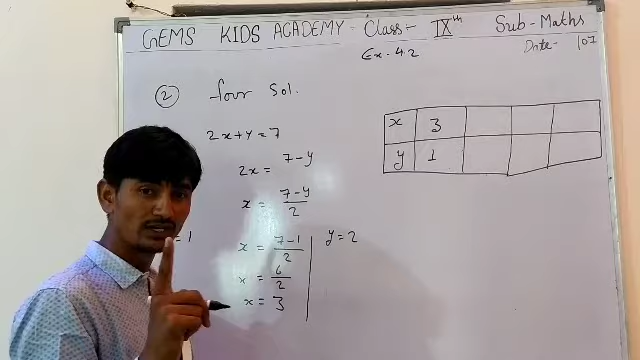 GEMS KIDS ACADEMY - Class:- IXth Sub- Maths
Ex- 4.2 Date-
② four Sol.
2x+y=7
2x = 7-y
x = 7-y/2
= 1
x = 7-1/2
x = 6/2
x = 3
y = 2
x 3
y 1